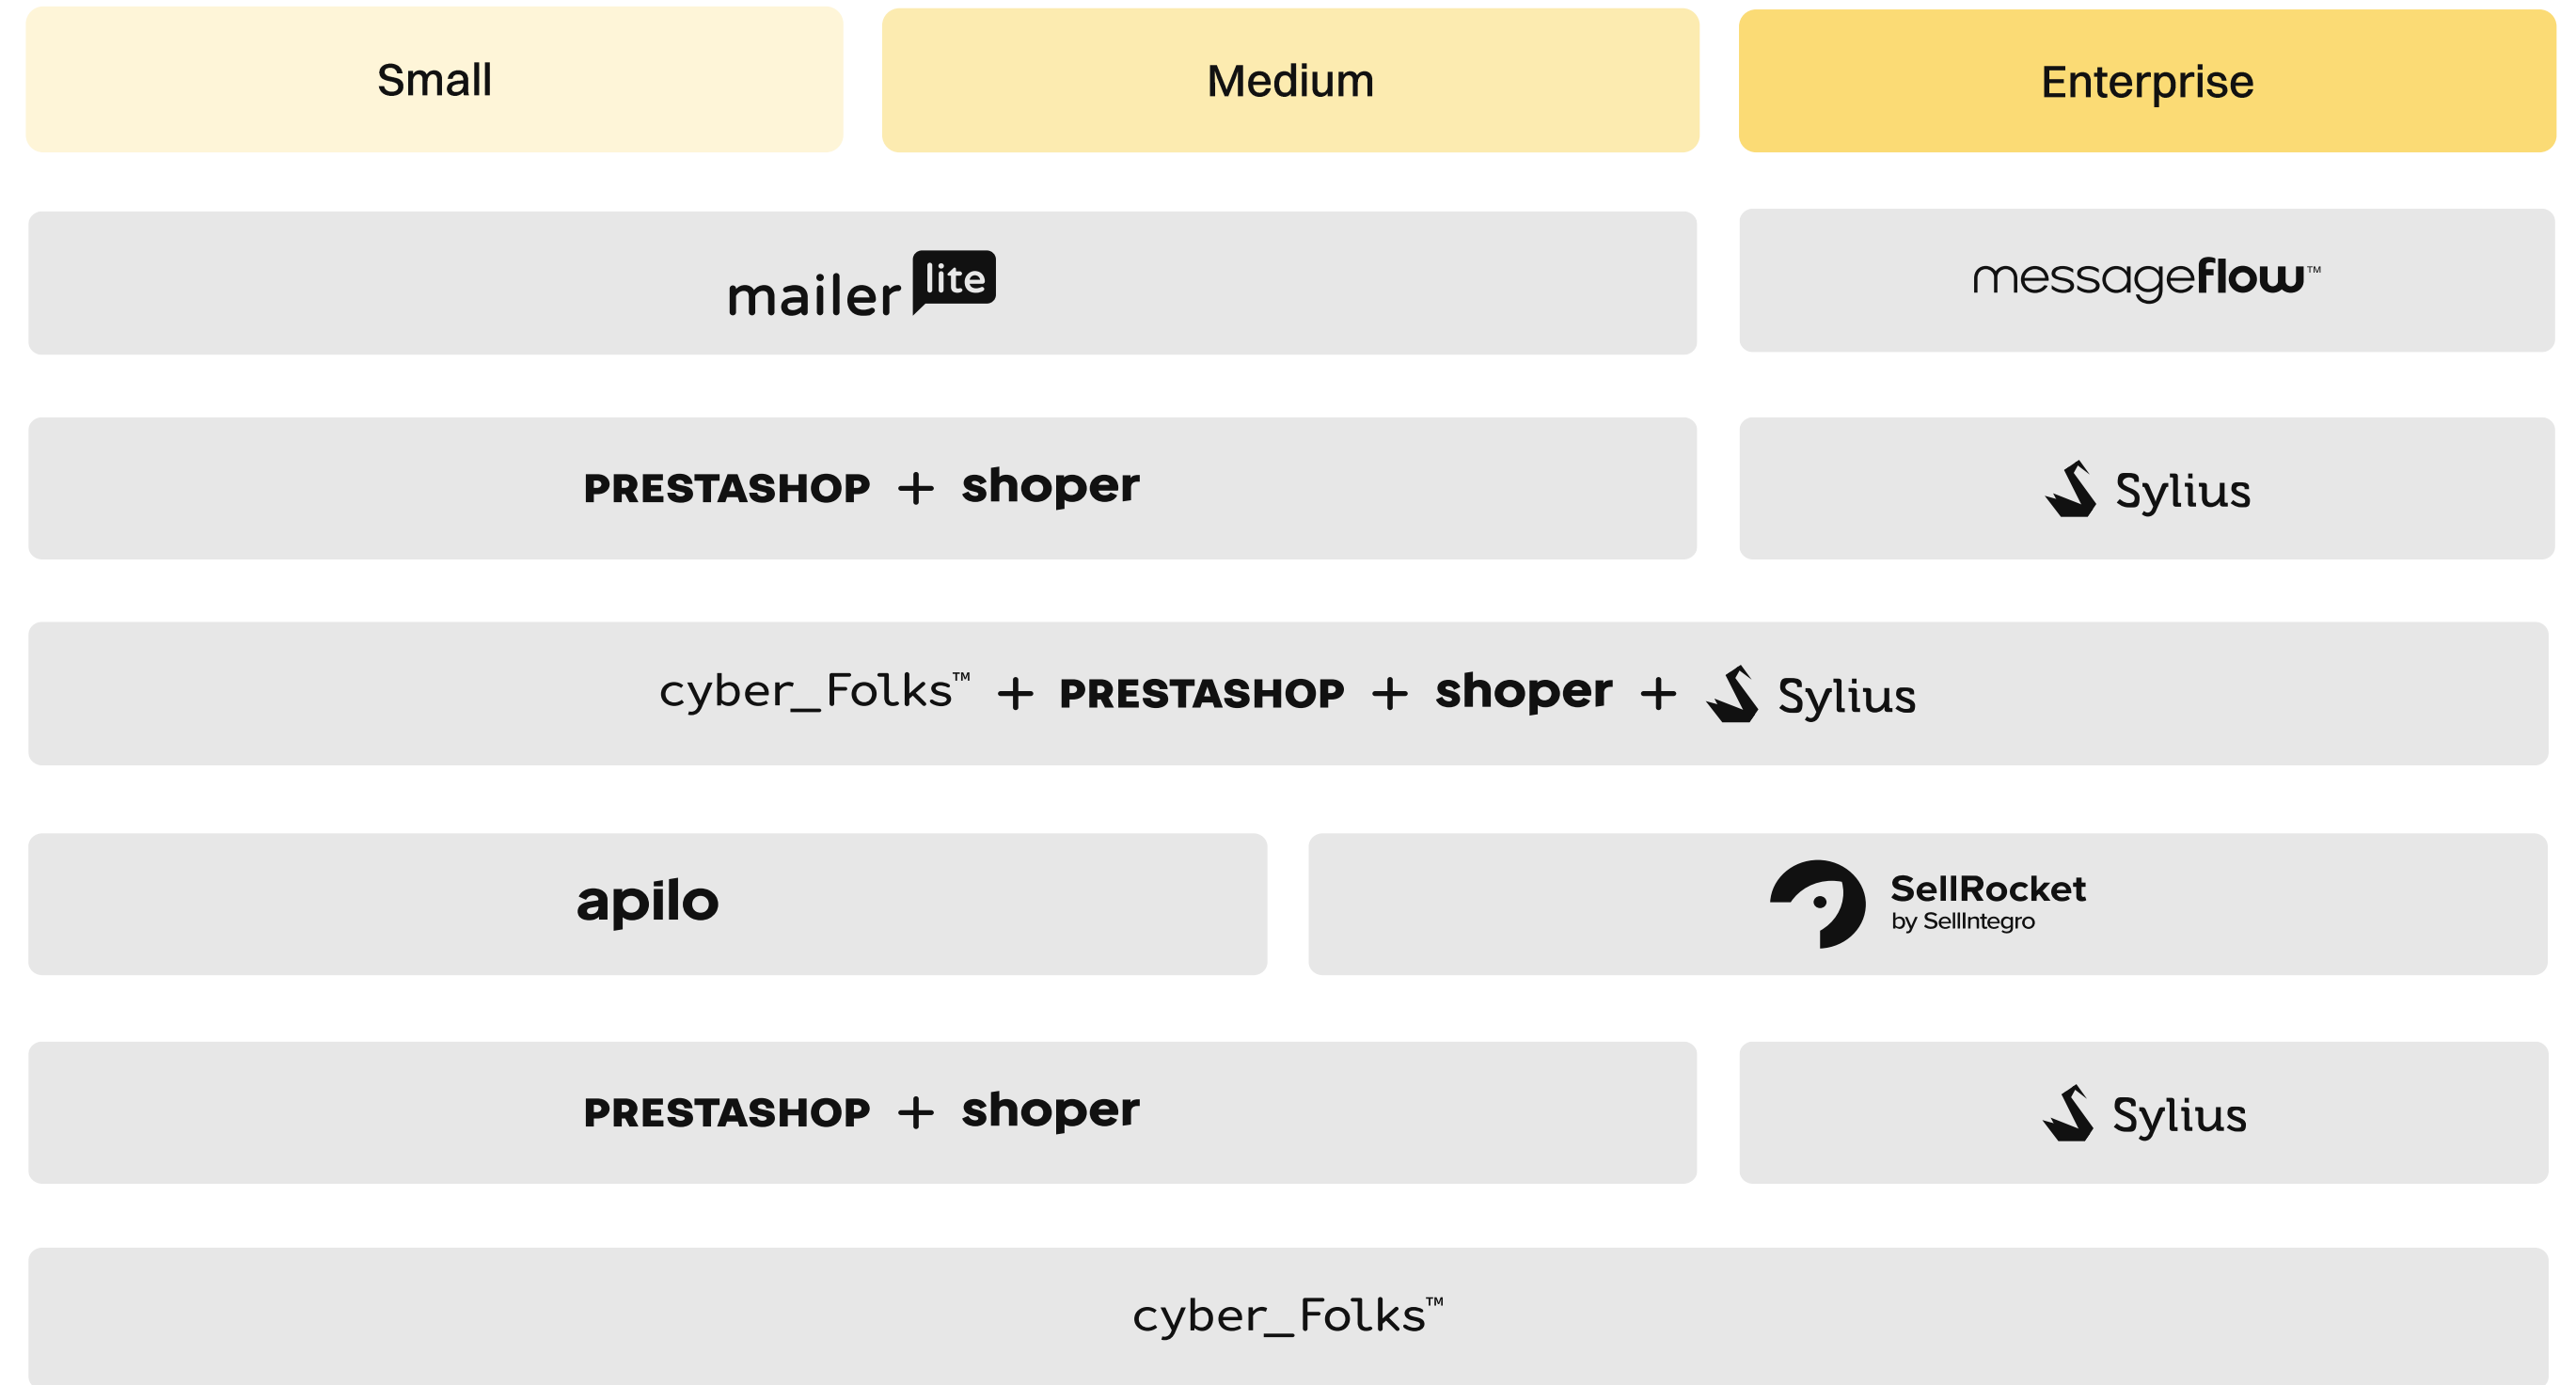 Small Medium Enterprise
mailer lite messageflow™
PRESTASHOP + shoper Sylius
cyber_Folks™ + PRESTASHOP + shoper + Sylius
apilo SellRocket
by SellIntegro
PRESTASHOP + shoper Sylius
cyber_Folks™